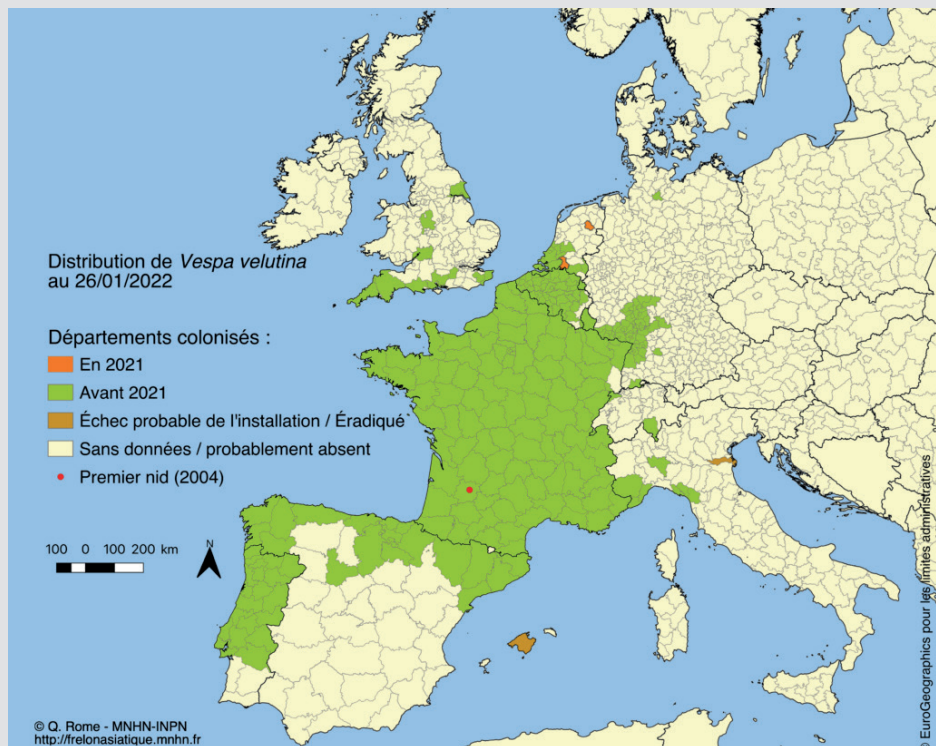 Distribution de Vespa velutina
au 26/01/2022
Départements colonisés :
En 2021
Avant 2021
Échec probable de l'installation / Éradiqué
Sans données / probablement absent
Premier nid (2004)
100 0 100 200 km
N
© Q. Rome - MNHN-INPN
http://frelonasiatique.mnhn.fr
© EuroGeographics pour les limites administratives